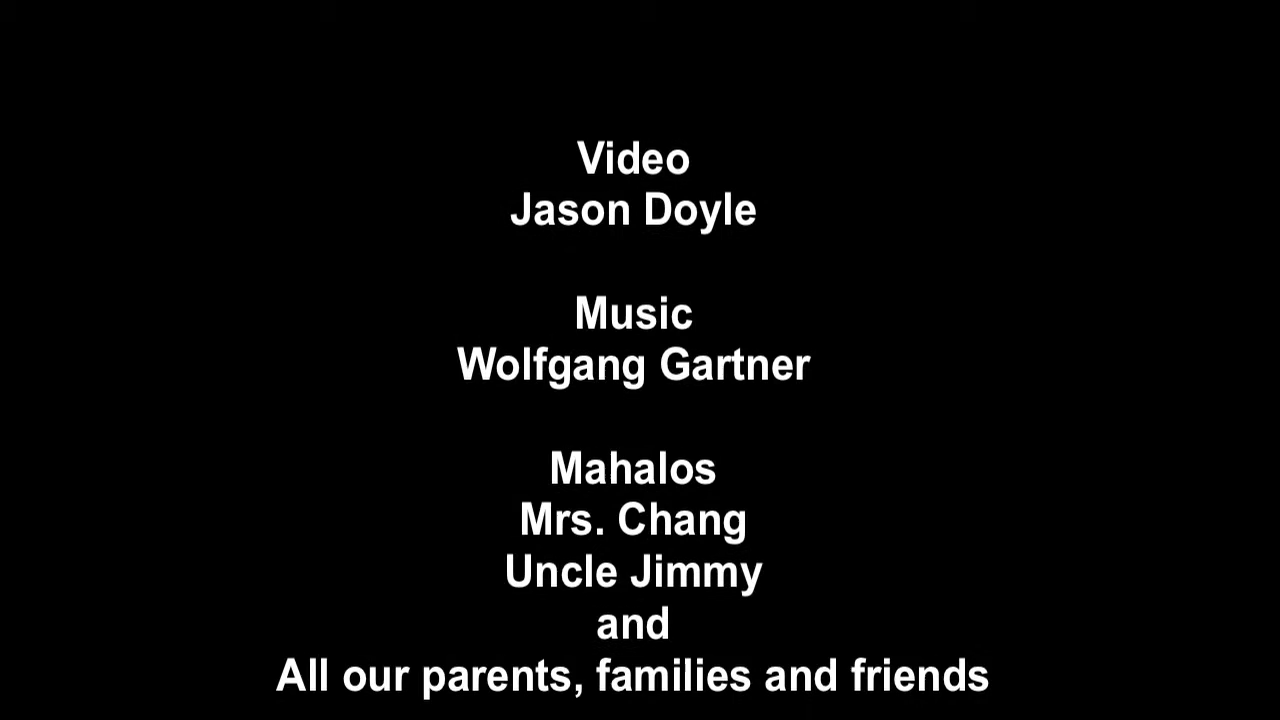 Video
Jason Doyle
Music
Wolfgang Gartner
Mahalos
Mrs. Chang
Uncle Jimmy
and
All our parents, families and friends